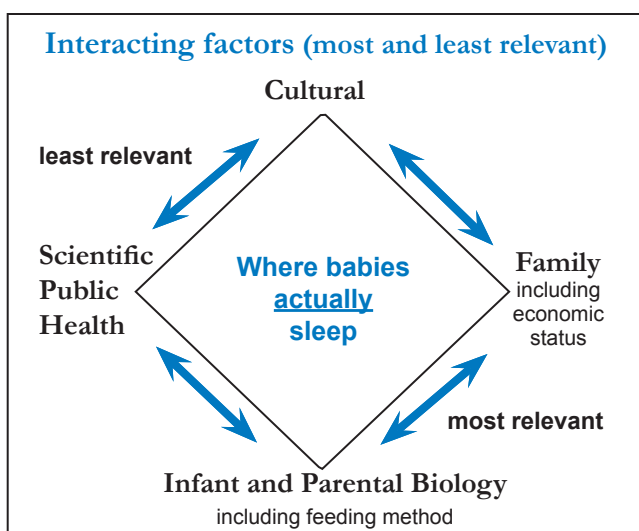 Interacting factors (most and least relevant)
Cultural
least relevant
Scientific
Public
Health
Where babies
actually
sleep
Family
including
economic
status
most relevant
Infant and Parental Biology
including feeding method